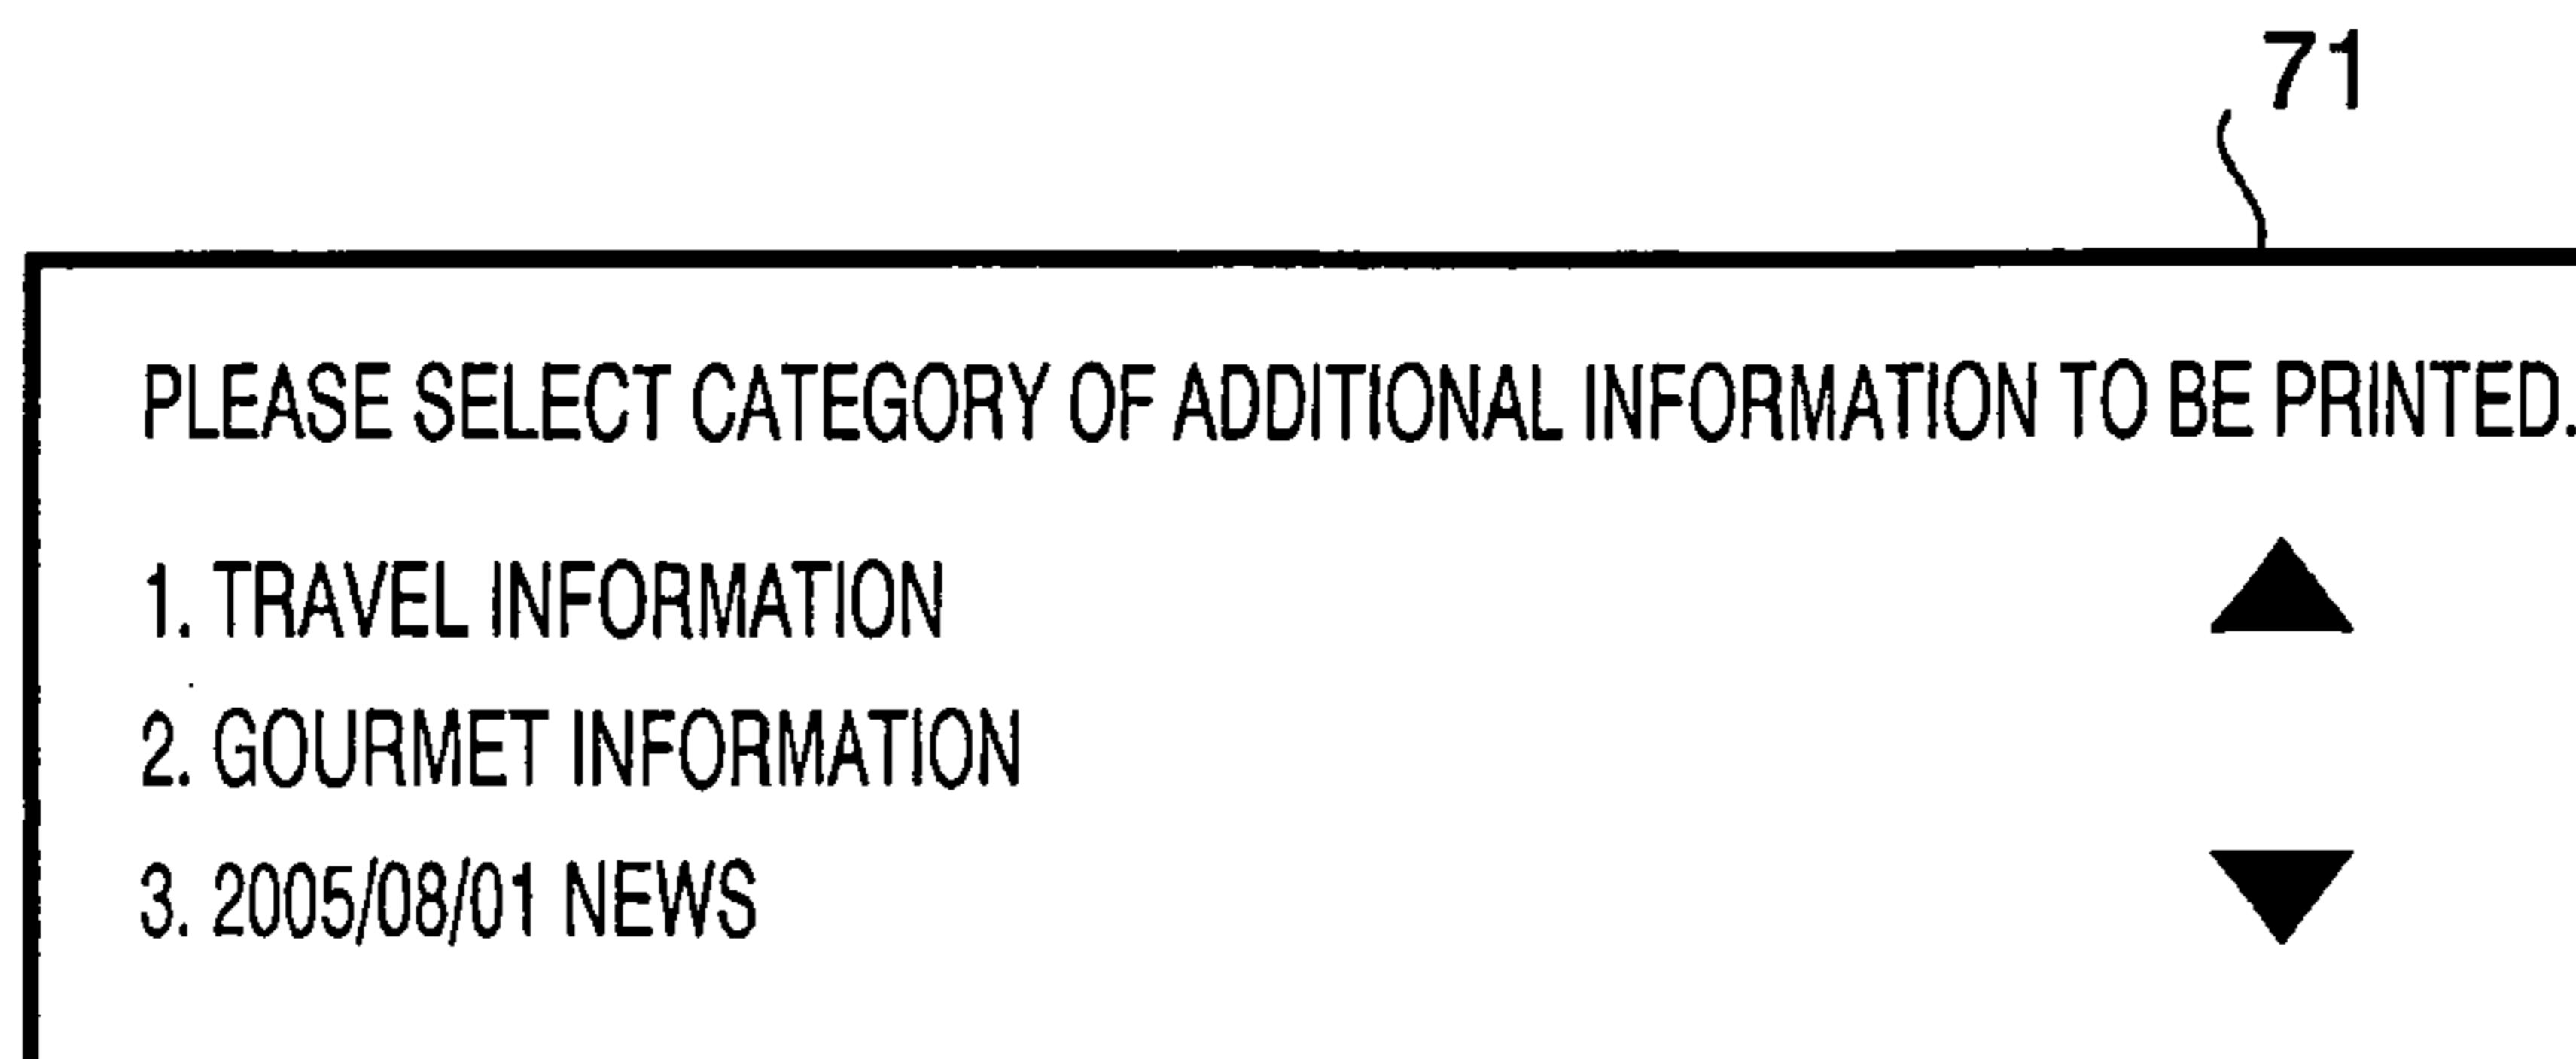 71
PLEASE SELECT CATEGORY OF ADDITIONAL INFORMATION TO BE PRINTED.
1. TRAVEL INFORMATION
2. GOURMET INFORMATION
3. 2005/08/01 NEWS